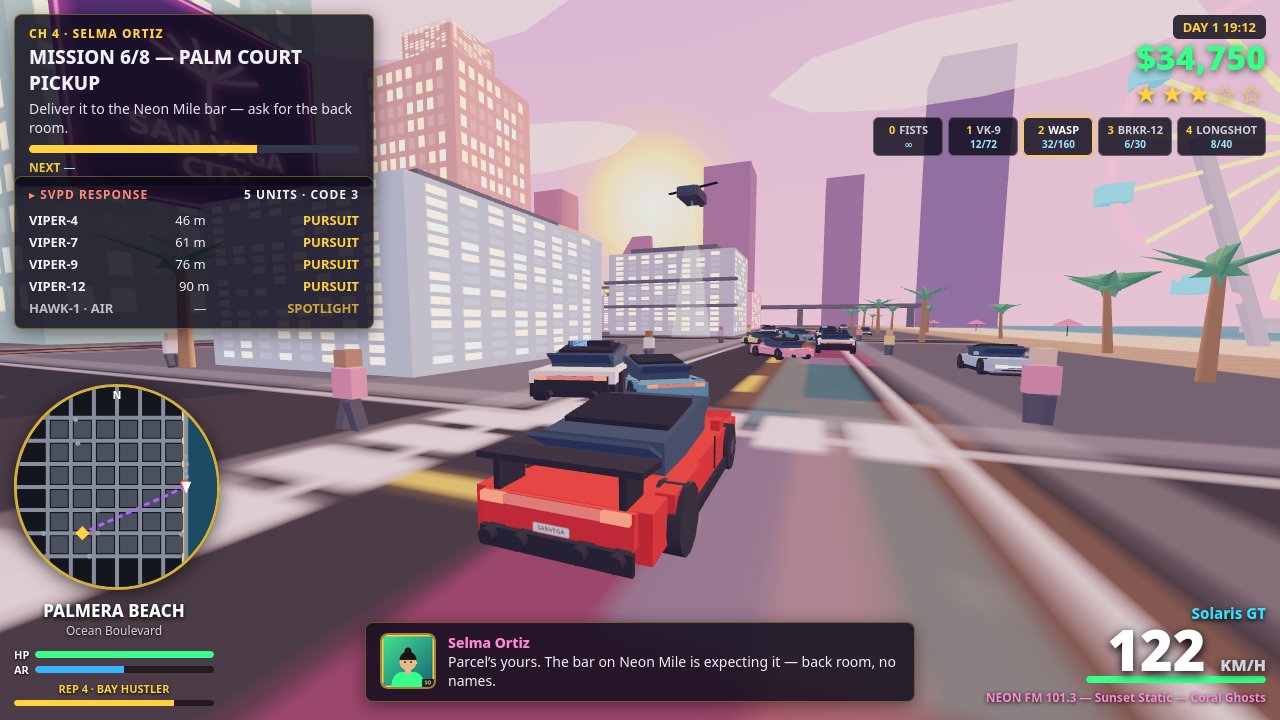 CH 4 · SELMA ORTIZ
MISSION 6/8 — PALM COURT
PICKUP
Deliver it to the Neon Mile bar — ask for the back
room.
NEXT —
▸ SVPD RESPONSE 5 UNITS · CODE 3
VIPER-4 46 m PURSUIT
VIPER-7 61 m PURSUIT
VIPER-9 76 m PURSUIT
VIPER-12 90 m PURSUIT
HAWK-1 · AIR — SPOTLIGHT
SAN VEGA
CITY
DAY 1 19:12
$34,750
★ ★ ★ ☆ ☆
0 FISTS 1 VK-9 2 WASP 3 BRKR-12 4 LONGSHOT
∞ 12/72 32/160 6/30 8/40
N
PALMERA BEACH
Ocean Boulevard
HP
AR
REP 4 · BAY HUSTLER
SANVEGA
SO
Selma Ortiz
Parcel's yours. The bar on Neon Mile is expecting it — back room, no
names.
Solaris GT
122 KM/H
NEON FM 101.3 — Sunset Static — Coral Ghosts